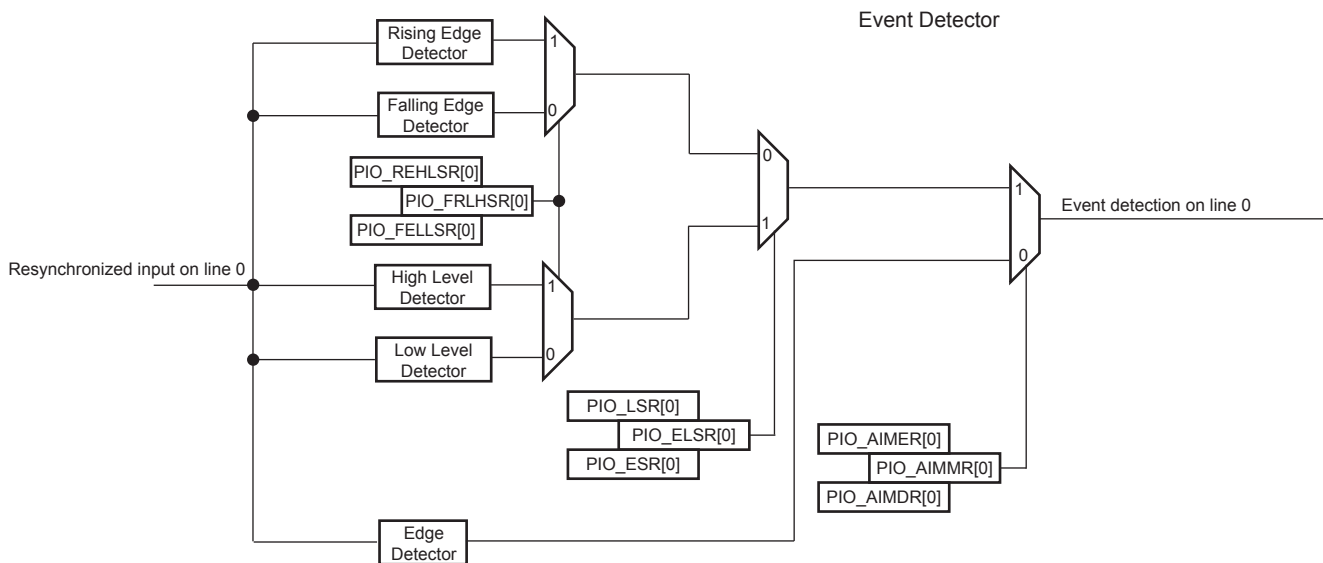 Event Detector
Rising Edge
Detector
1
Falling Edge
Detector
0
PIO_REHLSR[0]
PIO_FRLHSR[0]
PIO_FELLSR[0]
0
1
1
0
Event detection on line 0
Resynchronized input on line 0
High Level
Detector
1
Low Level
Detector
0
PIO_LSR[0]
PIO_ELSR[0]
PIO_ESR[0]
PIO_AIMER[0]
PIO_AIMMR[0]
PIO_AIMDR[0]
Edge
Detector